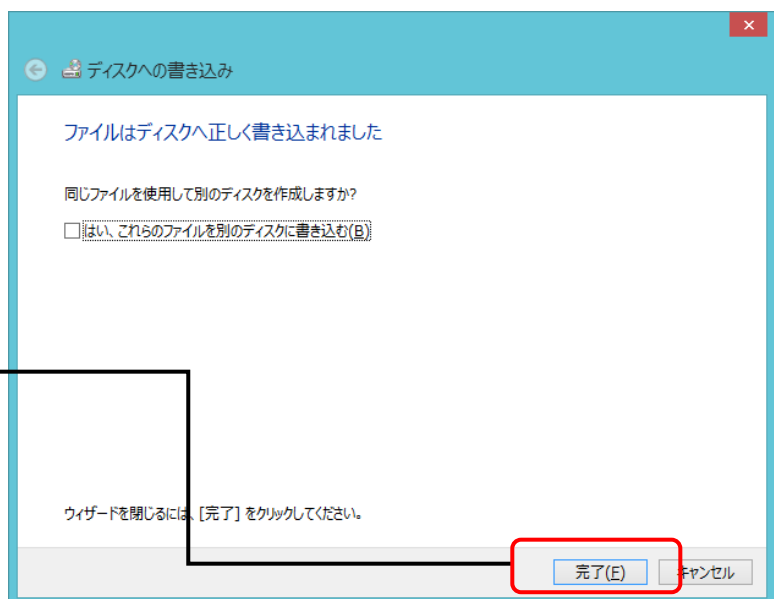 ディスクへの書き込み
ファイルはディスクへ正しく書き込まれました
同じファイルを使用して別のディスクを作成しますか?
はい、これらのファイルを別のディスクに書き込む(B)
ウィザードを閉じるには、[完了] をクリックしてください。
完了(F) キャンセル